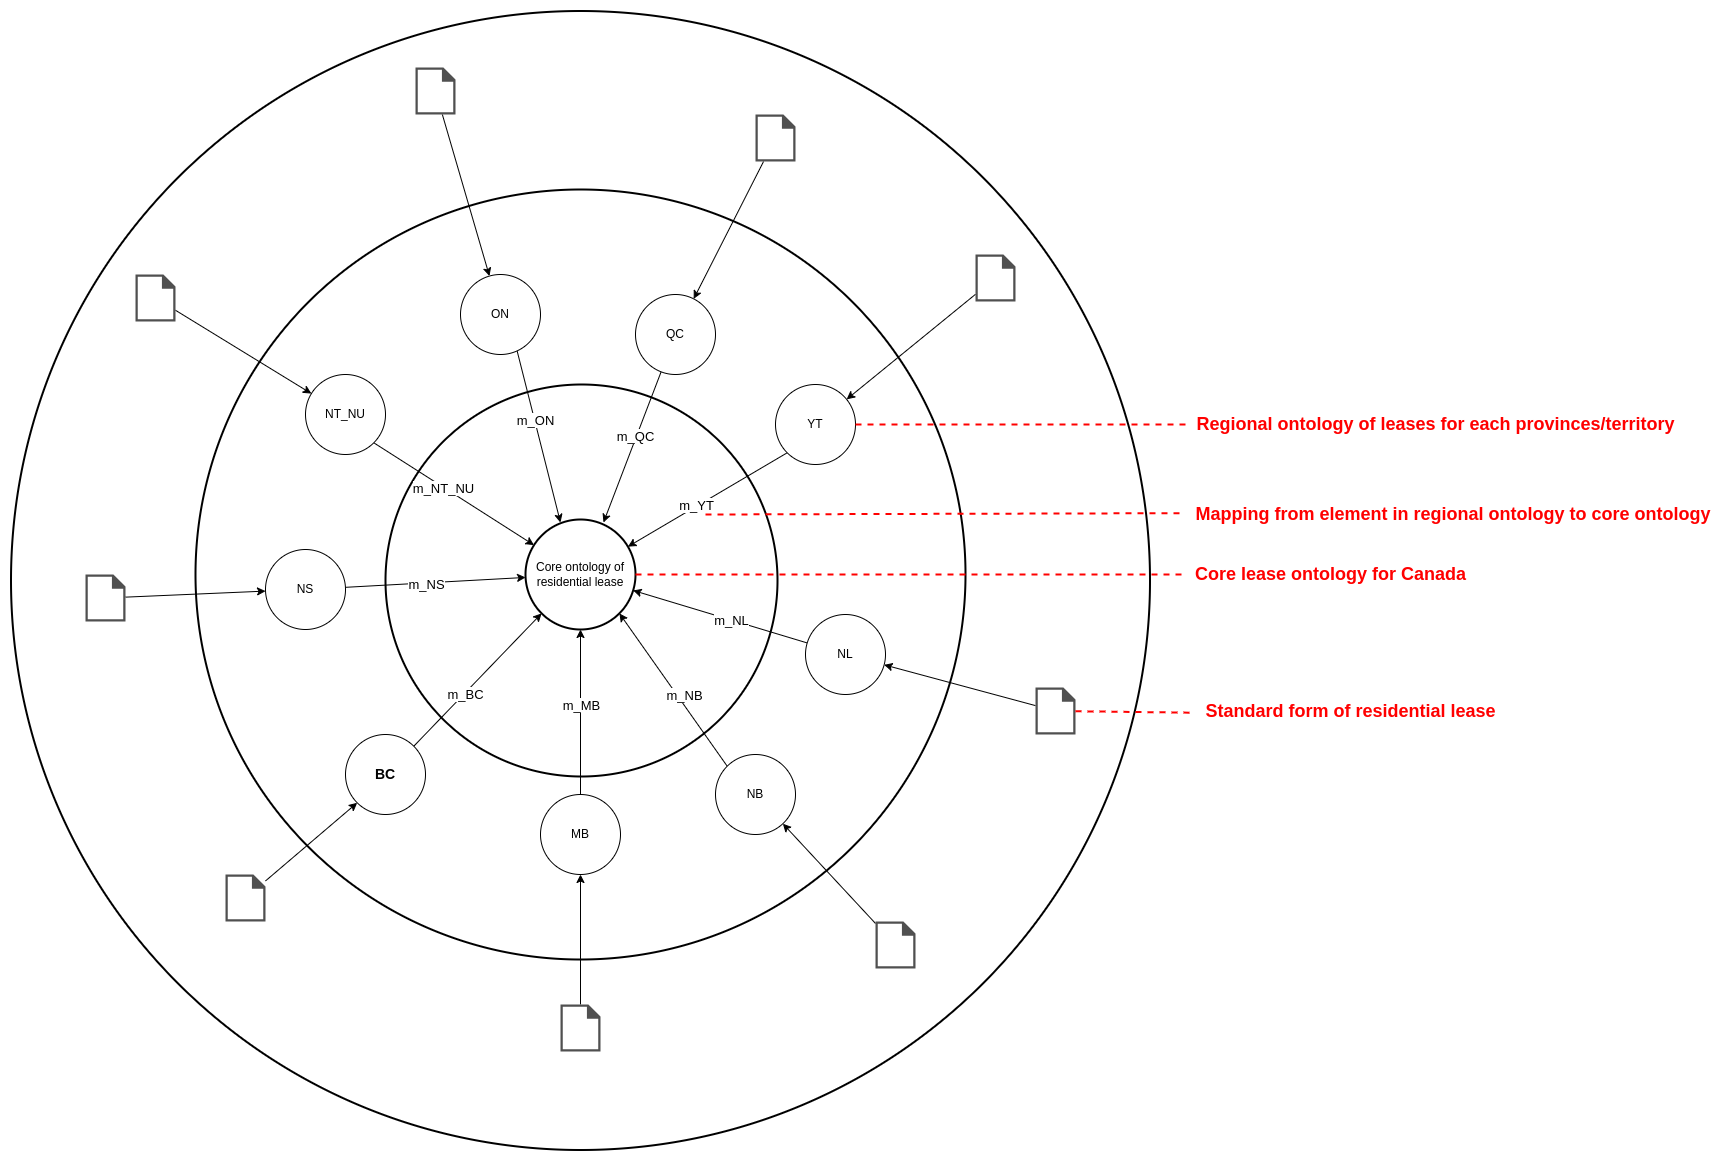 ON
QC
NT_NU
YT
Regional ontology of leases for each provinces/territory
m_ON
m_QC
m_NT_NU
m_YT
Mapping from element in regional ontology to core ontology
Core ontology of
residential lease
Core lease ontology for Canada
NS
m_NS
m_NL
NL
m_BC
m_MB
m_NB
Standard form of residential lease
BC
NB
MB